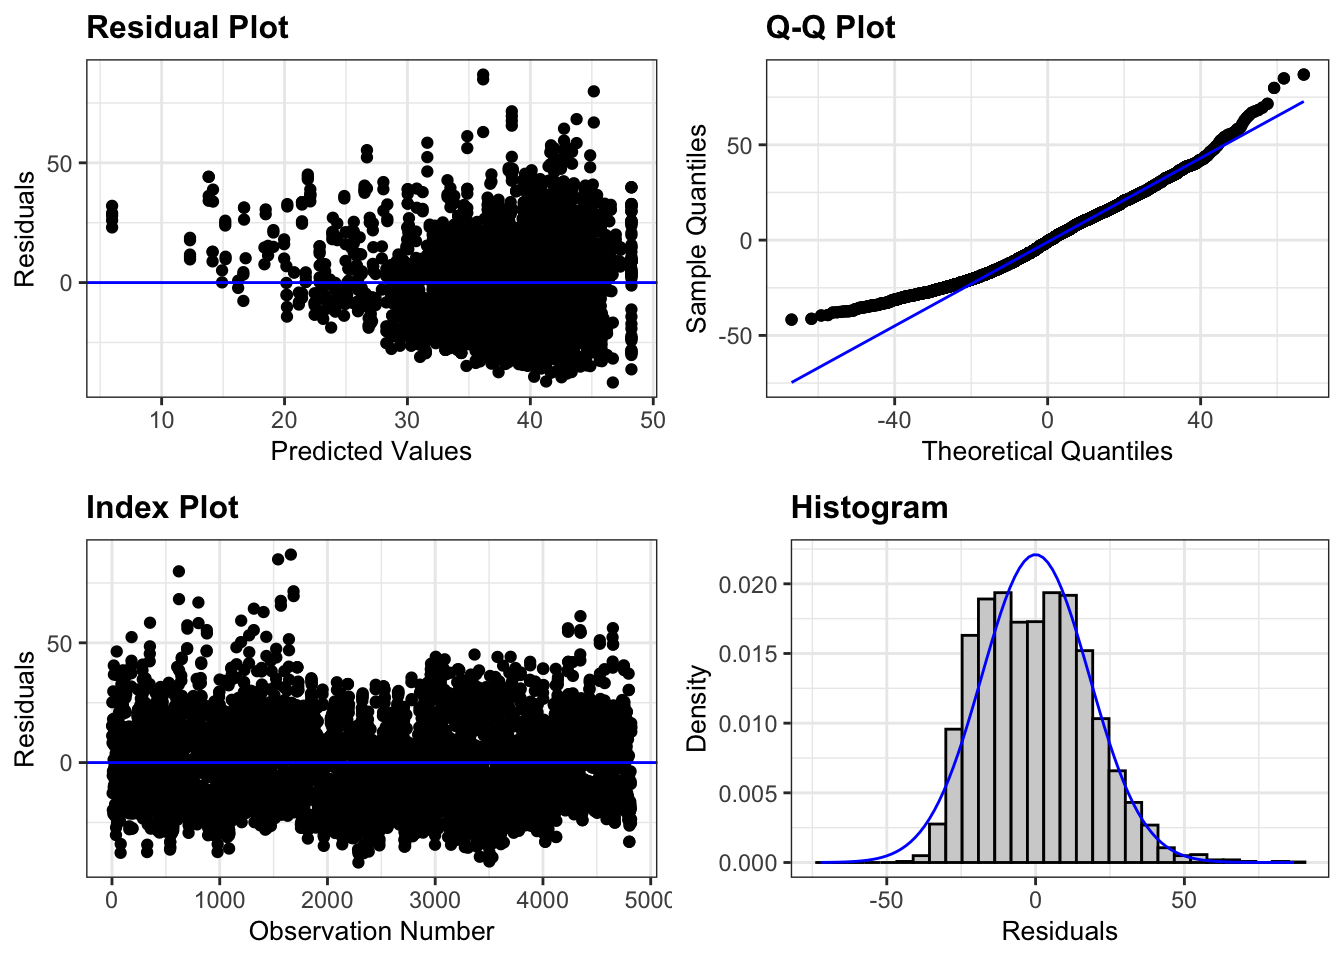 Residual Plot
Residuals
50
0
10 20 30 40 50
Predicted Values
Q-Q Plot
Sample Quantiles
50
0
-50
-40 0 40
Theoretical Quantiles
Index Plot
Residuals
50
0
0 1000 2000 3000 4000 5000
Observation Number
Histogram
Density
0.020
0.015
0.010
0.005
0.000
-50 0 50
Residuals